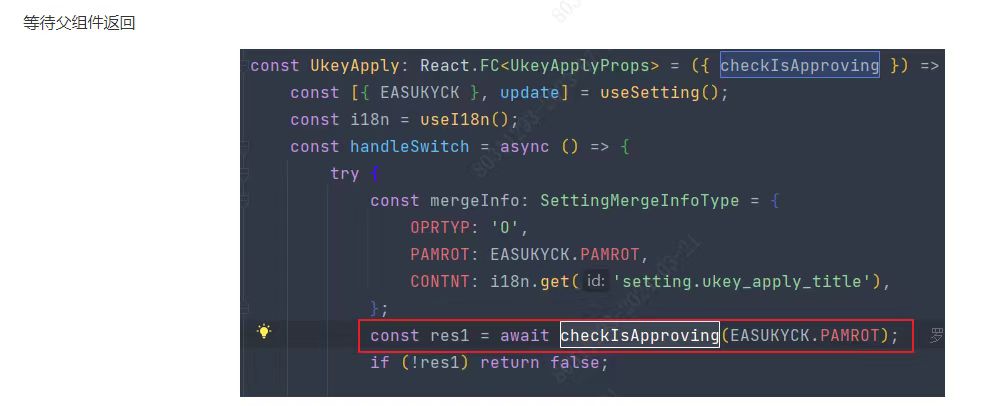 等待父组件返回
const UkeyApply: React.FC<UkeyApplyProps> = ({ checkIsApproving }) =>
const [{ EASUKYCK }, update] = useSetting();
const i18n = useI18n();
const handleSwitch = async () => {
try {
const mergeInfo: SettingMergeInfoType = {
OPRTYP: 'O',
PAMROT: EASUKYCK.PAMROT,
CONTNT: i18n.get( id: 'setting.ukey_apply_title'),
};
const res1 = await checkIsApproving(EASUKYCK.PAMROT);
罗
if (!res1) return false;